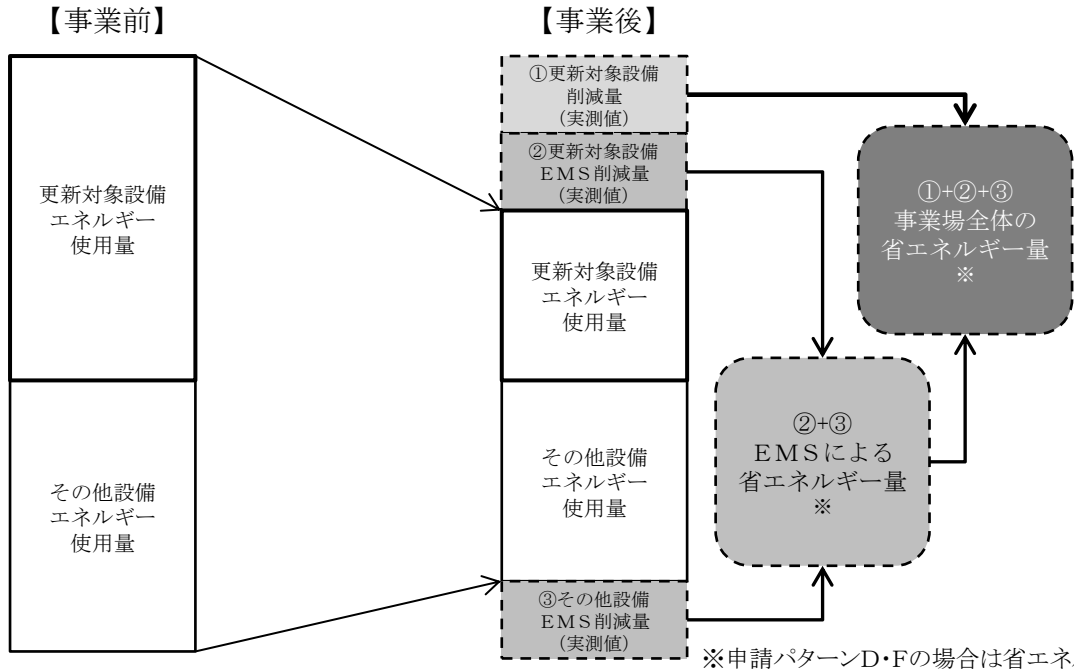 【事業前】
更新対象設備
エネルギー
使用量
その他設備
エネルギー
使用量
【事業後】
①更新対象設備
削減量
(実測値)
②更新対象設備
EMS削減量
(実測値)
更新対象設備
エネルギー
使用量
その他設備
エネルギー
使用量
③その他設備
EMS削減量
(実測値)
②+③
EMSによる
省エネルギー量
※
①+②+③
事業場全体の
省エネルギー量
※
※申請パターンD・Fの場合は省エネ